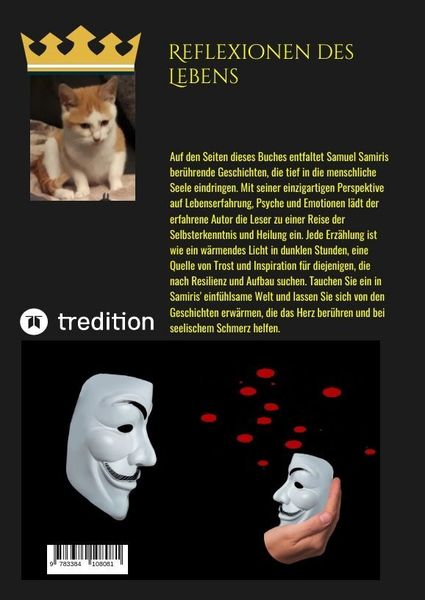 Reflexionen des
Lebens
Auf den Seiten dieses Buches entfaltet Samuel Samiris
berührende Geschichten, die tief in die menschliche
Seele eindringen. Mit seiner einzigartigen Perspektive
auf Lebenserfahrung, Psyche und Emotionen lädt der
erfahrene Autor die Leser zu einer Reise der
Selbsterkenntnis und Heilung ein. Jede Erzählung ist
wie ein wärmendes Licht in dunklen Stunden, eine
Quelle von Trost und Inspiration für diejenigen, die
nach Resilienz und Aufbau suchen. Tauchen Sie ein in
Samiris' einfühlsame Welt und lassen Sie sich von den
Geschichten erwärmen, die das Herz berühren und bei
seelischem Schmerz helfen.
tredition
9 783384 108081